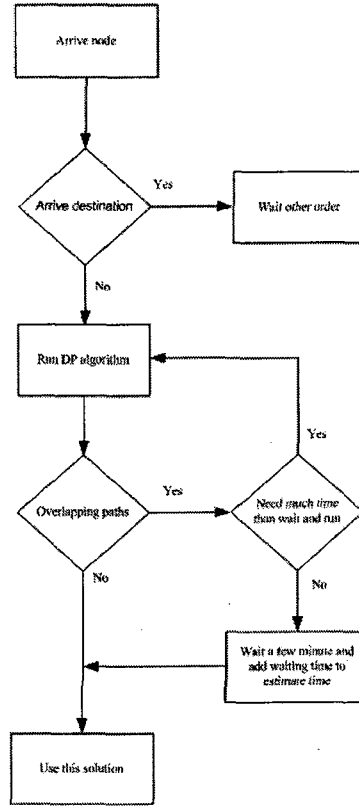 Arrive node
Arrive destination
Yes
Wait other order
No
Run DP algorithm
Yes
Overlapping paths
Yes
Need much time
than wait and run
No
No
Wait a few minute and
add waiting time to
estimate time
Use this solution